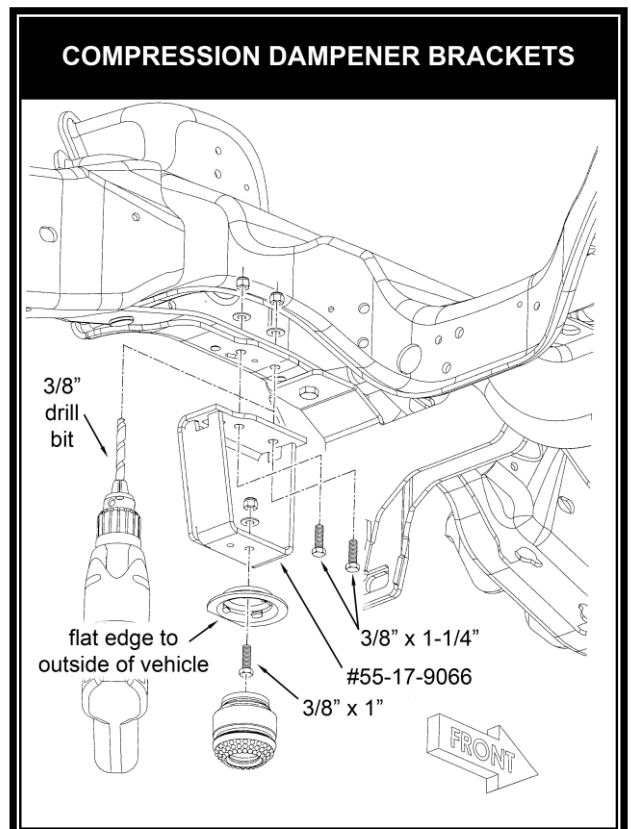 COMPRESSION DAMPENER BRACKETS
3/8"
drill
bit
flat edge to
outside of vehicle
3/8" x 1-1/4"
#55-17-9066
3/8" x 1"
FRONT